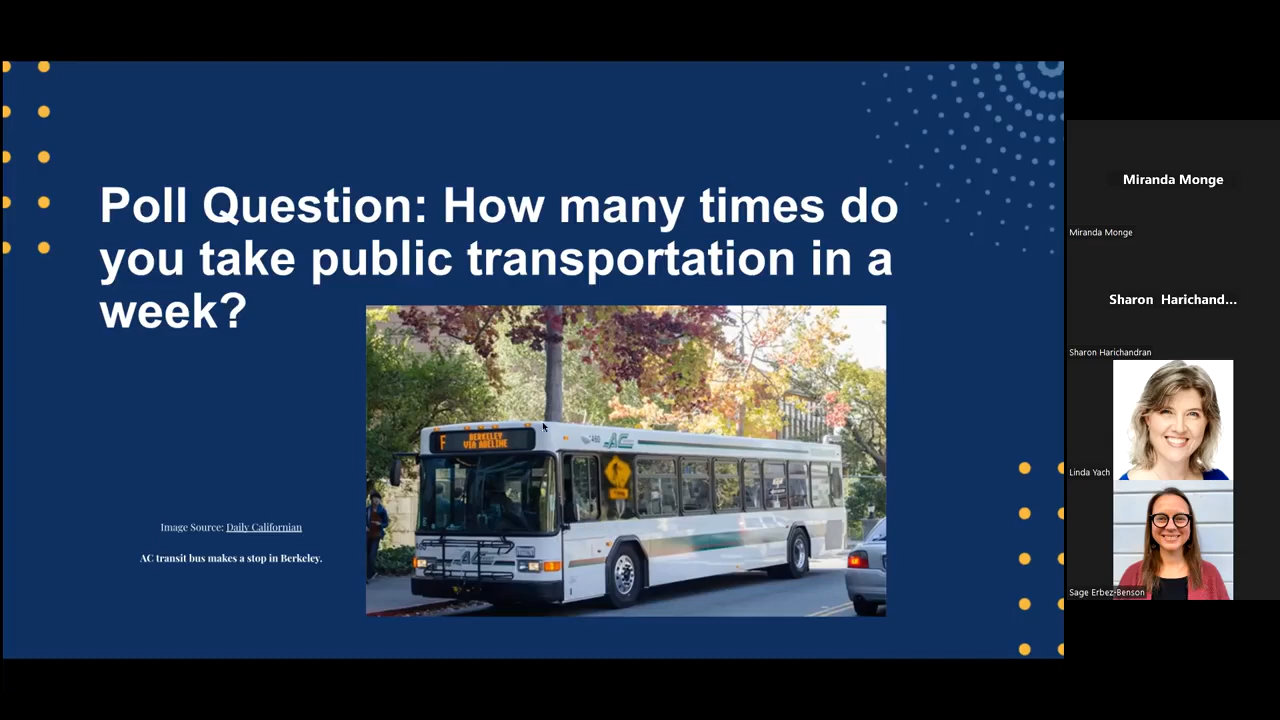 Poll Question: How many times do
you take public transportation in a
week?
F
BERKELEY
VIA ADELINE
AC
Image Source: Daily Californian
AC transit bus makes a stop in Berkeley.
Miranda Monge
Miranda Monge
Sharon Harichand...
Sharon Harichandran
Linda Yach
Sage Erbez-Benson